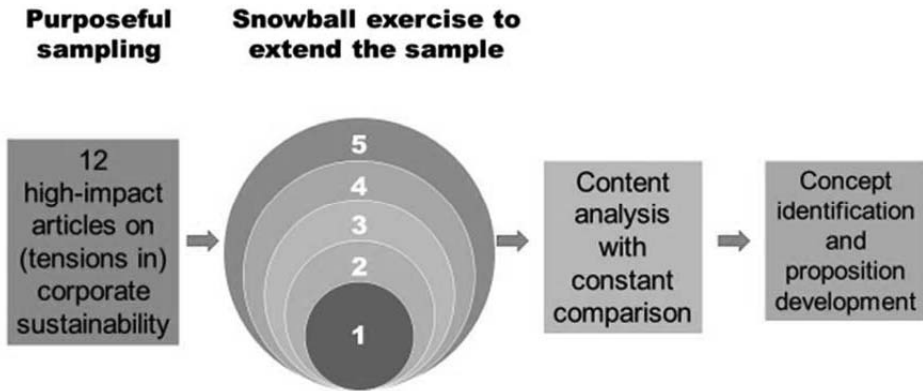 Purposeful
sampling
Snowball exercise to
extend the sample
12
high-impact
articles on
(tensions in)
corporate
sustainability
5
4
3
2
1
Content
analysis
with
constant
comparison
Concept
identification
and
proposition
development